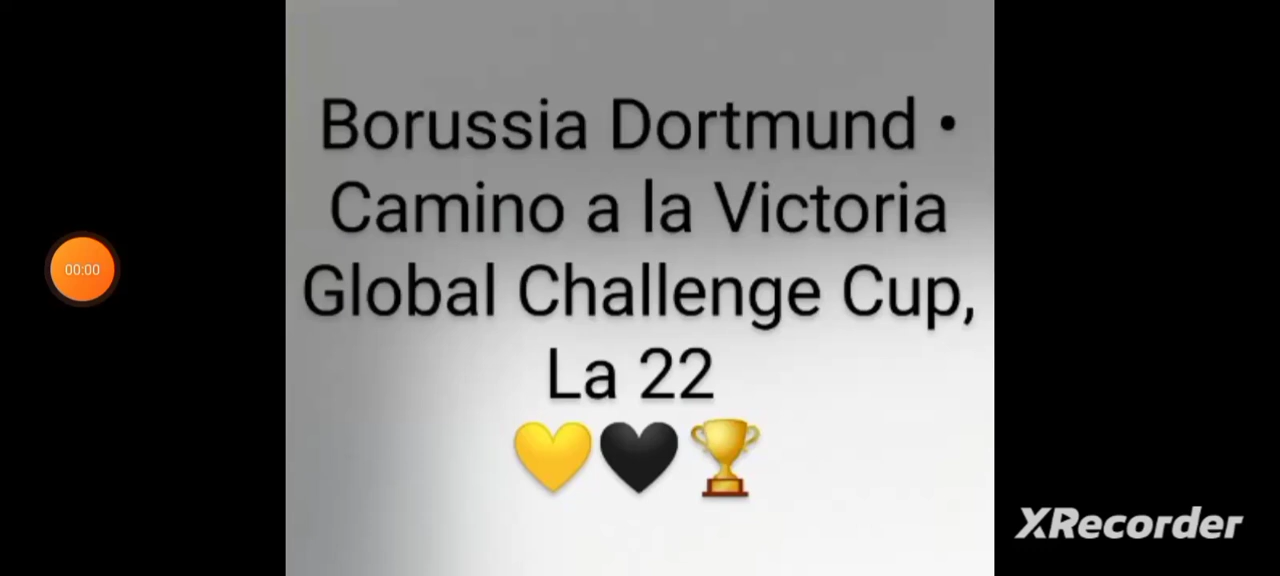 Borussia Dortmund •
Camino a la Victoria
Global Challenge Cup,
La 22
💛🖤🏆
00:00
XRecorder